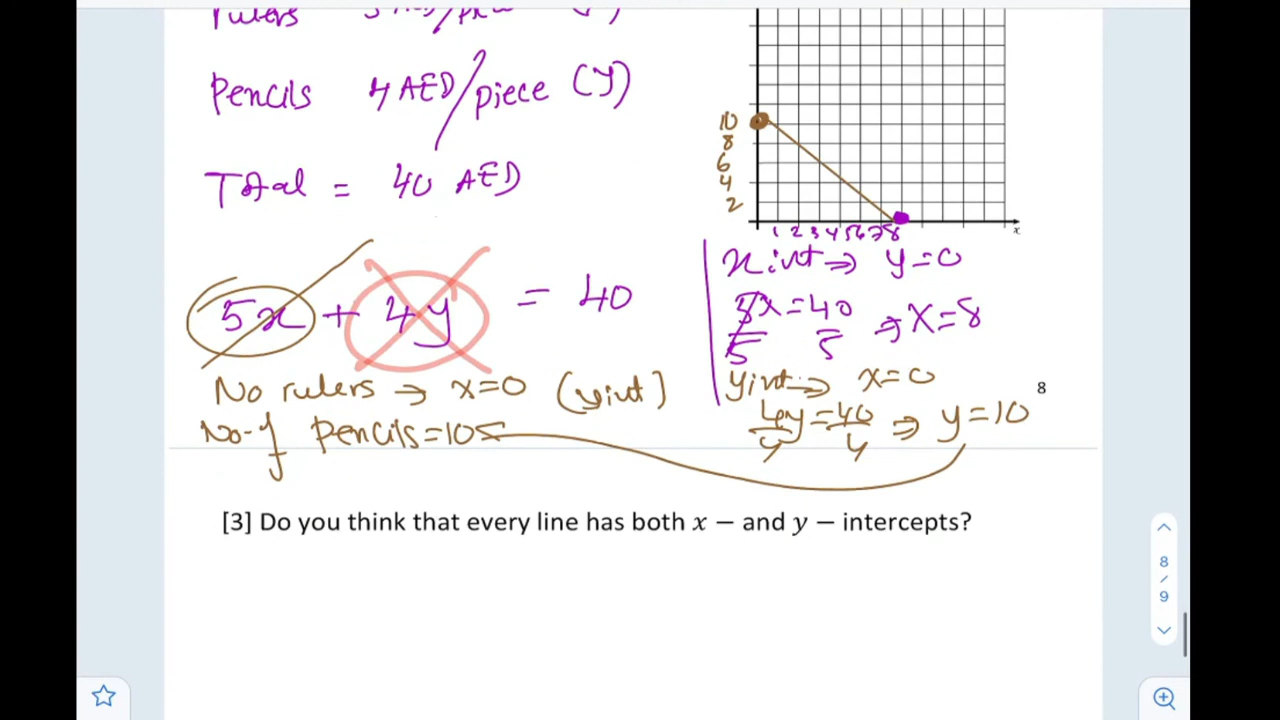 rulers
Pencils 4 AED/piece (y)
Total = 40 AED
10
8
6
4
2
1 2 3 4 5 6 7 8
x
5x + 4y = 40
x int ⇒ y=0
5x/5 = 40/5 ⇒ x=8
No rulers → x=0 (yint)
yint ⇒ x=0
8
No-of Pencils=10
4y/4 = 40/4 ⇒ y=10
[3] Do you think that every line has both x − and y − intercepts?
8
/
9